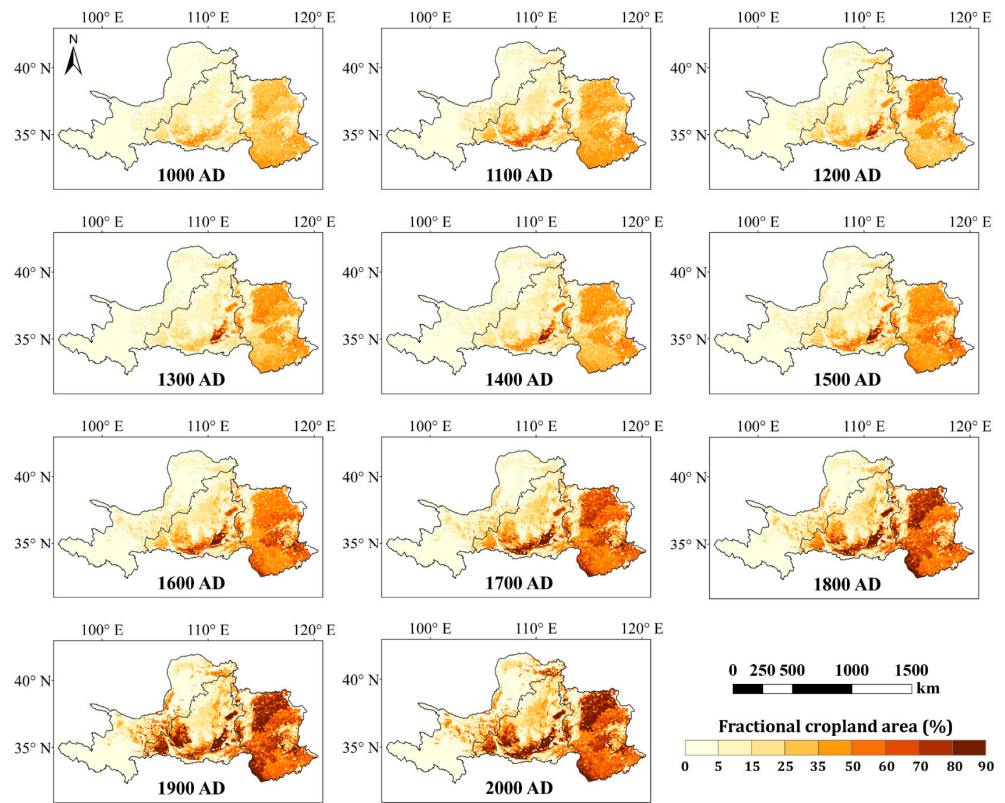 100° E 110° E 120° E 100° E 110° E 120° E 100° E 110° E 120° E
N
40° N 40° N 40° N
35° N 35° N 35° N
1000 AD 1100 AD 1200 AD
100° E 110° E 120° E 100° E 110° E 120° E 100° E 110° E 120° E
40° N 40° N 40° N
35° N 35° N 35° N
1300 AD 1400 AD 1500 AD
100° E 110° E 120° E 100° E 110° E 120° E 100° E 110° E 120° E
40° N 40° N 40° N
35° N 35° N 35° N
1600 AD 1700 AD 1800 AD
100° E 110° E 120° E 100° E 110° E 120° E
40° N 40° N
35° N 35° N
1900 AD 2000 AD
0 250 500 1000 1500
km
Fractional cropland area (%)
0 5 15 25 35 50 60 70 80 90